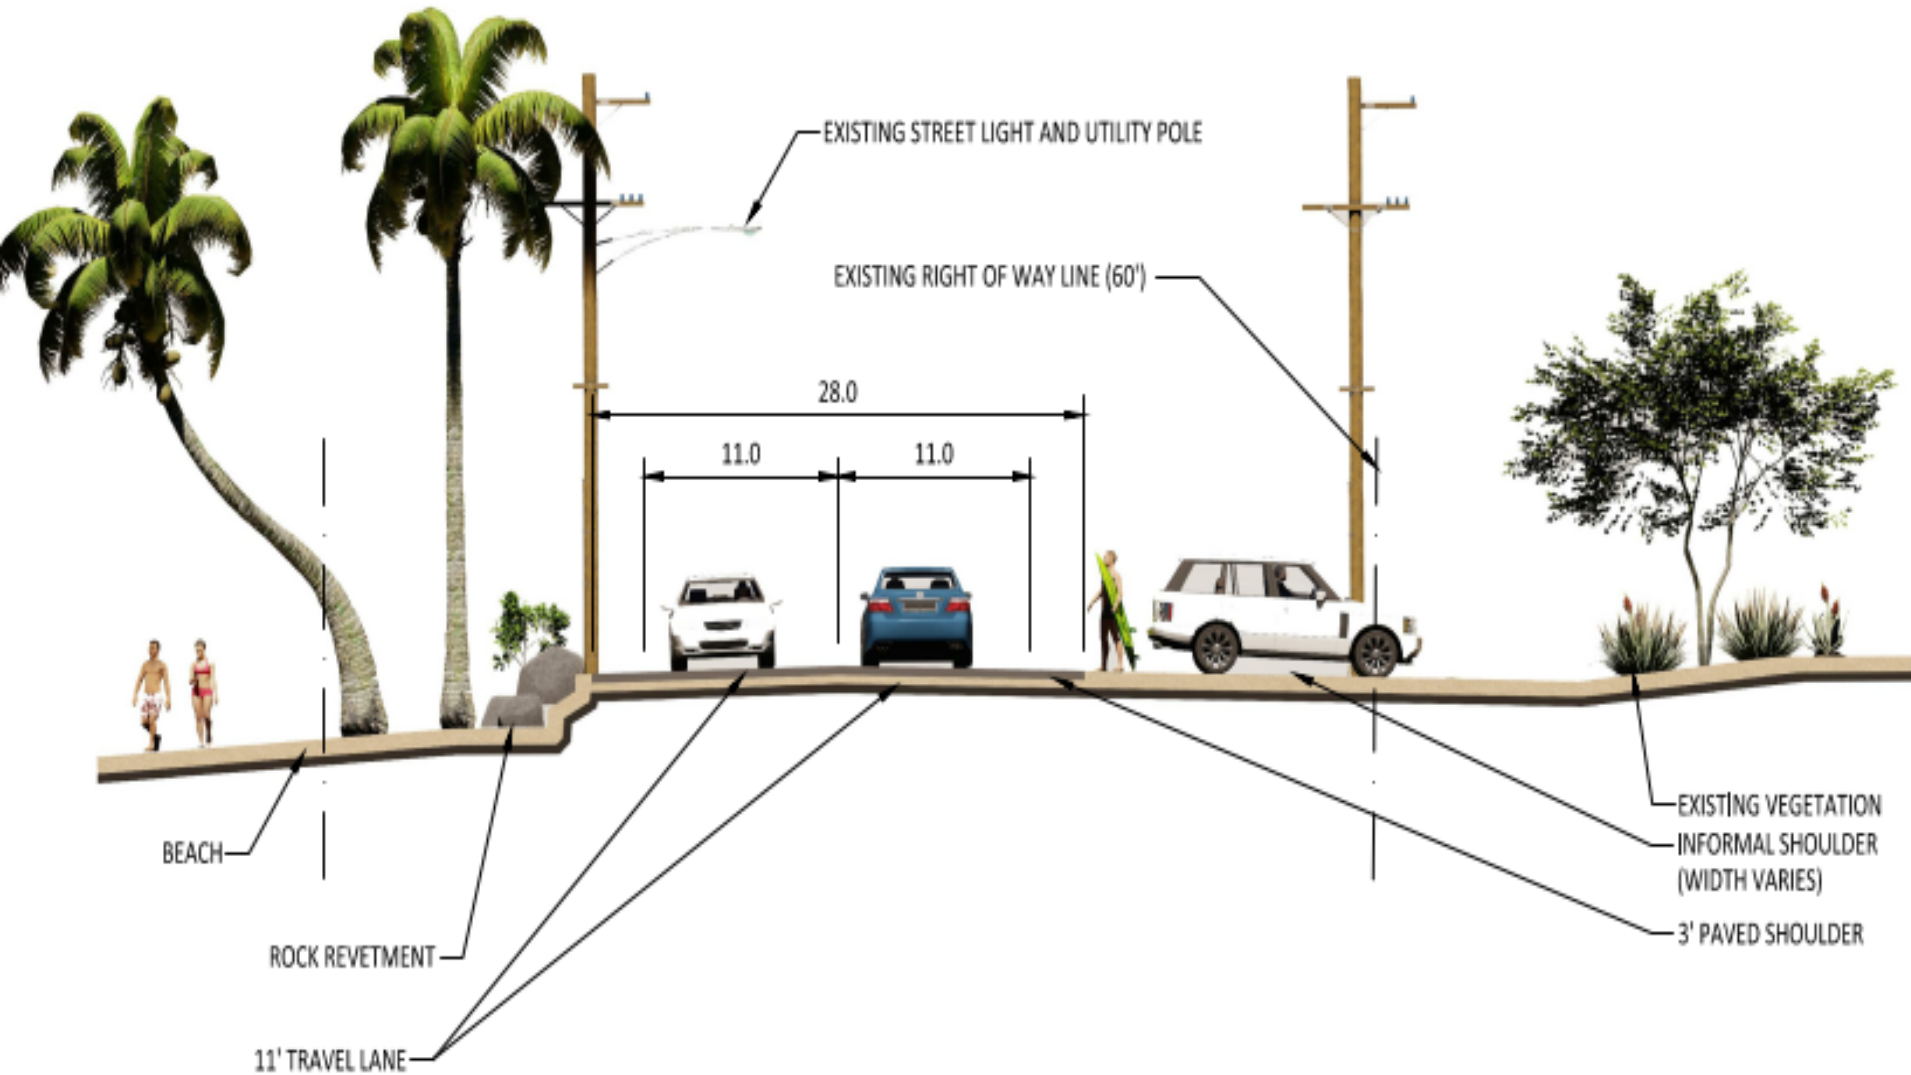 EXISTING STREET LIGHT AND UTILITY POLE
EXISTING RIGHT OF WAY LINE (60')
28.0
11.0
11.0
EXISTING VEGETATION
INFORMAL SHOULDER
(WIDTH VARIES)
3' PAVED SHOULDER
BEACH
ROCK REVETMENT
11' TRAVEL LANE